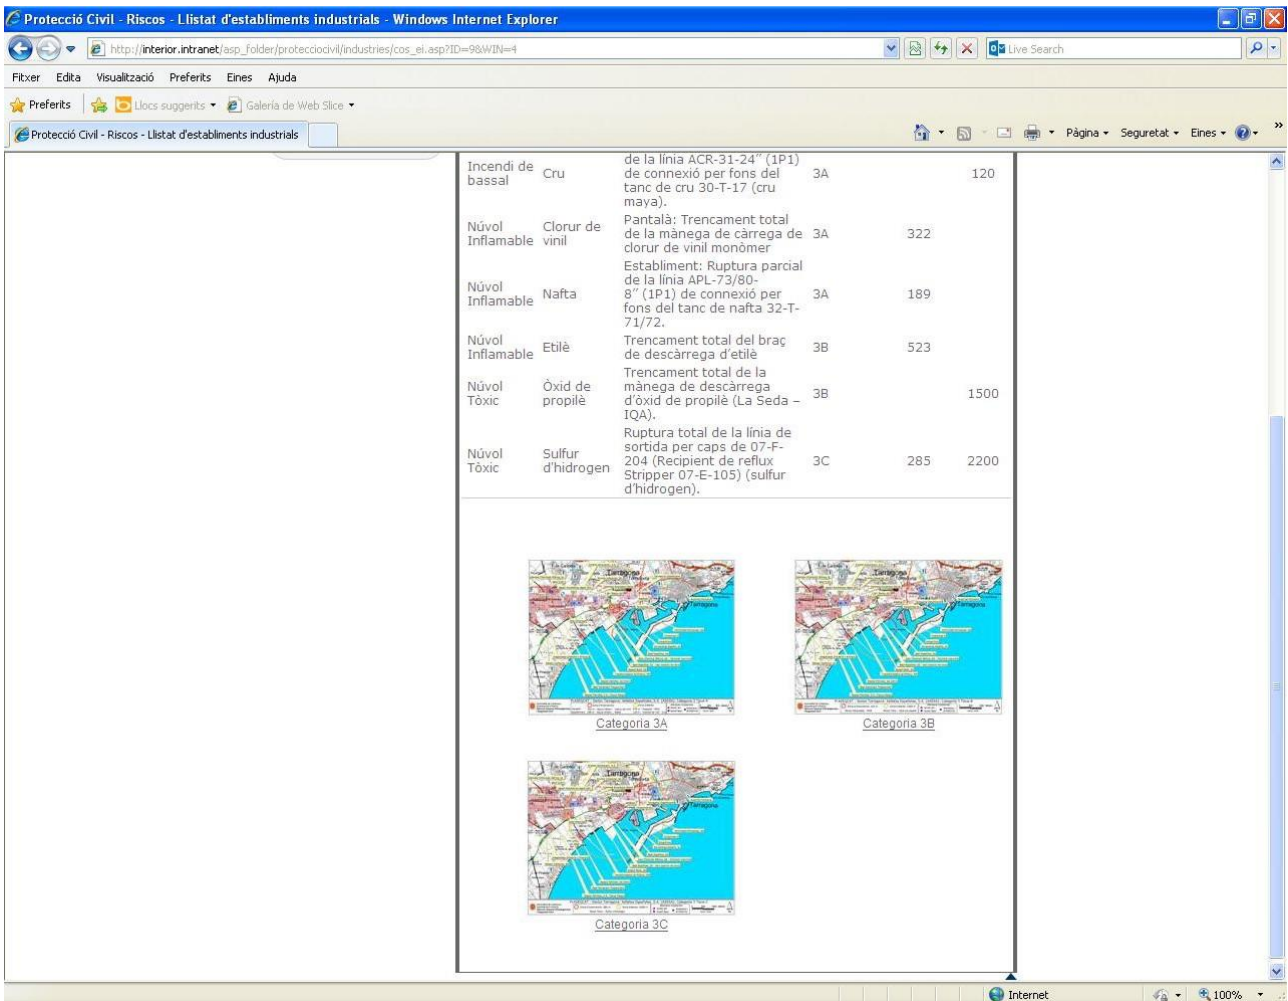 Protecció Civil - Riscos - Llistat d'establiments industrials - Windows Internet Explorer
http://interior.intranet/asp_folder/protecciocivil/industries/cos_ei.asp?ID=9&WIN=4
Live Search
Fitxer Edita Visualització Preferits Eines Ajuda
Preferits Llocs suggerits Galería de Web Slice
Protecció Civil - Riscos - Llistat d'establiments industrials
Pàgina Seguretat Eines
Incendi de bassal Cru de la línia ACR-31-24" (1P1) 3A 120
de connexió per fons del
tanc de cru 30-T-17 (cru
maya).
Núvol Inflamable Clorur de vinil Pantalà: Trencament total 3A 322
de la mànega de càrrega de
clorur de vinil monòmer
Núvol Inflamable Nafta Establiment: Ruptura parcial 3A 189
de la línia APL-73/80-
8" (1P1) de connexió per
fons del tanc de nafta 32-T-
71/72.
Núvol Inflamable Etilè Trencament total del braç 3B 523
de descàrrega d'etilè
Núvol Tòxic Òxid de propilè Trencament total de la 3B 1500
mànega de descàrrega
d'òxid de propilè (La Seda –
IQA).
Núvol Tòxic Sulfur d'hidrogen Ruptura total de la línia de 3C 285 2200
sortida per caps de 07-F-
204 (Recipient de reflux
Stripper 07-E-105) (sulfur
d'hidrogen).
Tarragona
Tarragona
Categoria 3A
Tarragona
Tarragona
Categoria 3B
Tarragona
Tarragona
Categoria 3C
Internet 100%